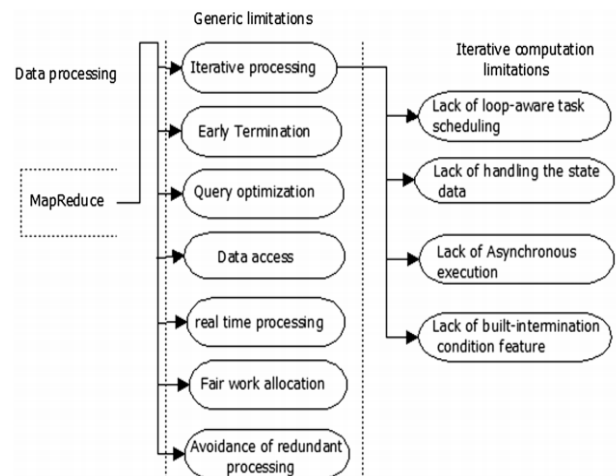 Generic limitations
Data processing
MapReduce
Iterative processing
Early Termination
Query optimization
Data access
real time processing
Fair work allocation
Avoidance of redundant
processing
Iterative computation
limitations
Lack of loop-aware task
scheduling
Lack of handling the state
data
Lack of Asynchronous
execution
Lack of built-intermination
condition feature